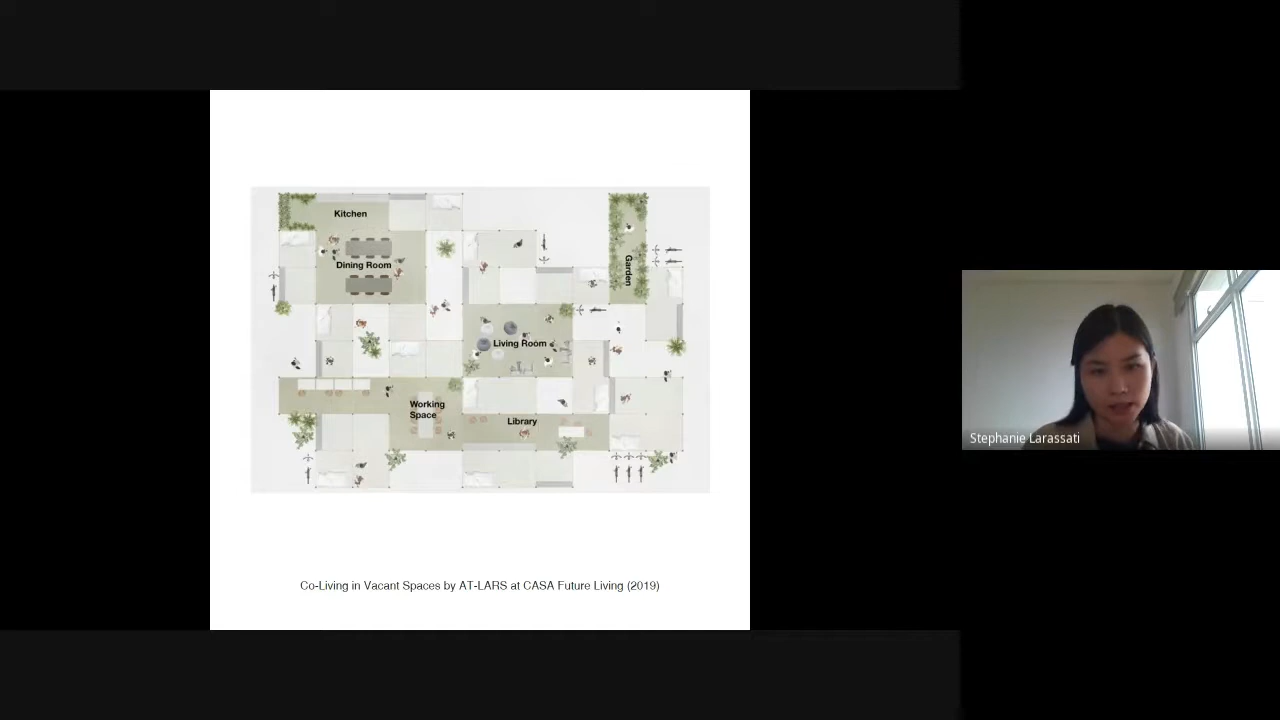 Kitchen
Dining Room
Garden
Living Room
Working
Space
Library
Stephanie Larassati
Co-Living in Vacant Spaces by AT-LARS at CASA Future Living (2019)